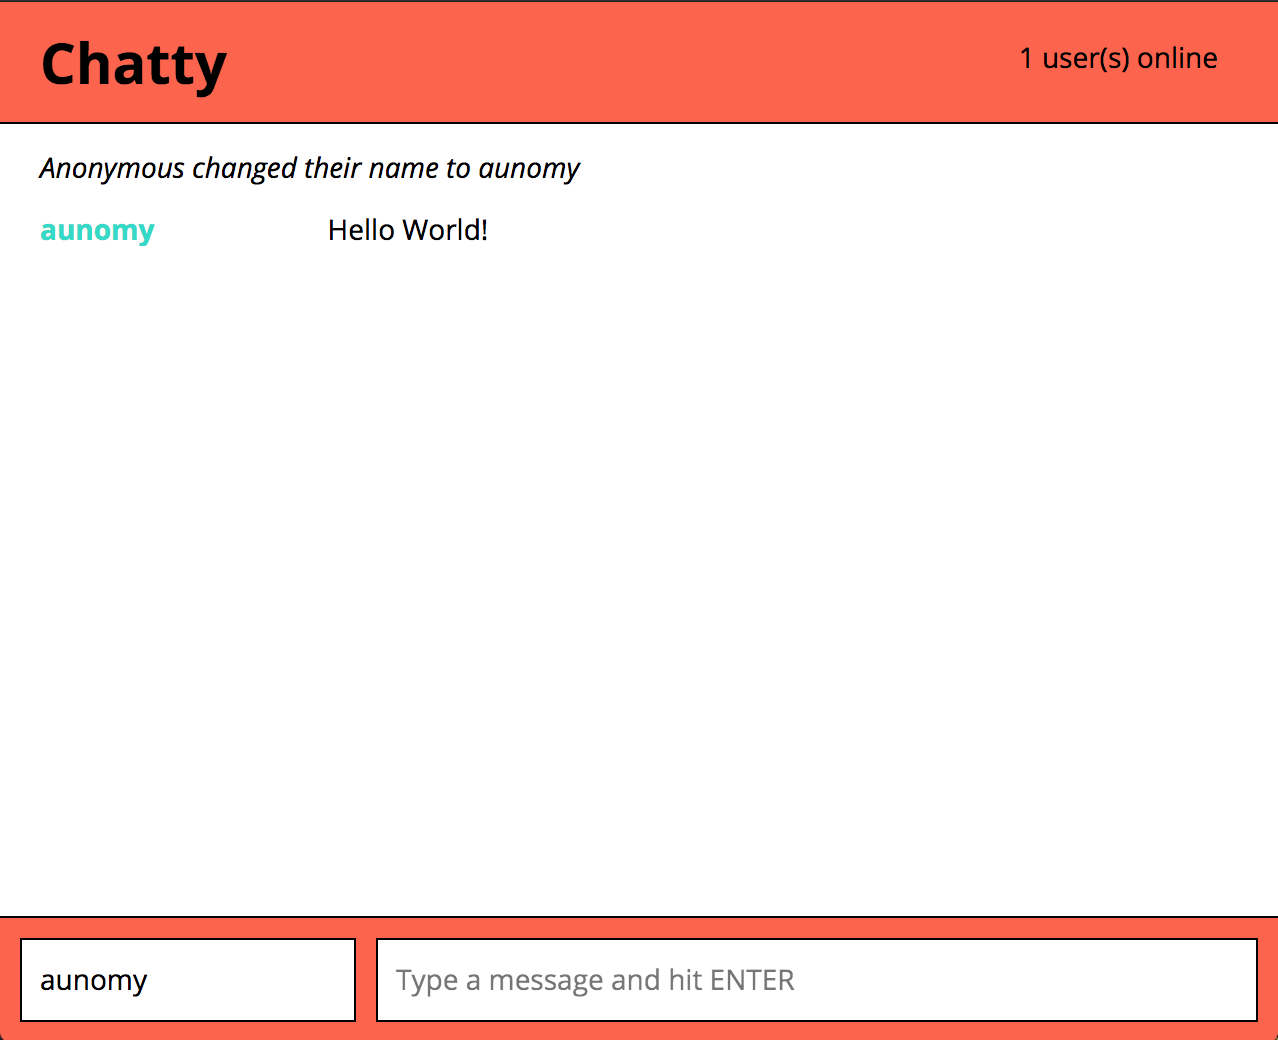 Chatty
1 user(s) online
Anonymous changed their name to aunomy
aunomy Hello World!
aunomy
Type a message and hit ENTER